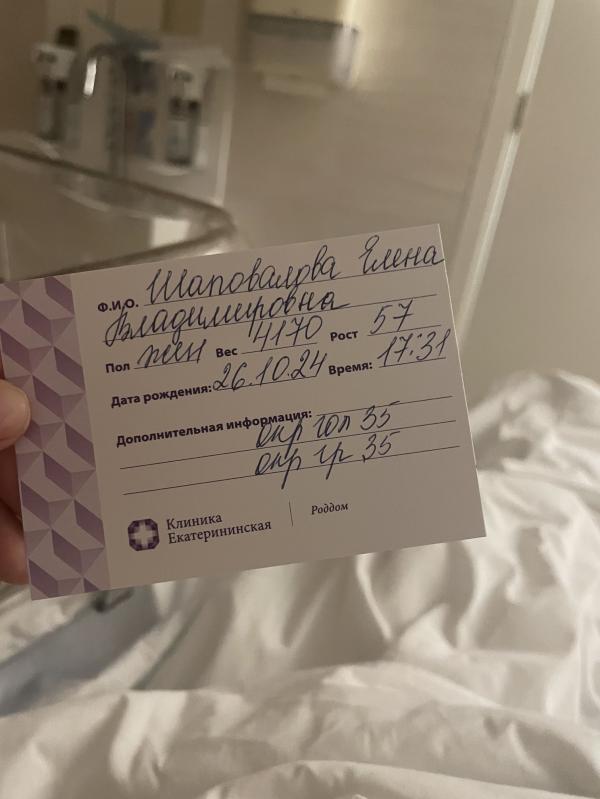 Ф.И.О. Шаповалова Елена
Владимировна
Пол жен Вес 4170 Рост 57
Дата рождения: 26.10.24 Время: 17:31
Дополнительная информация:
окр гол 35
окр гр 35
Клиника
Екатерининская
Роддом